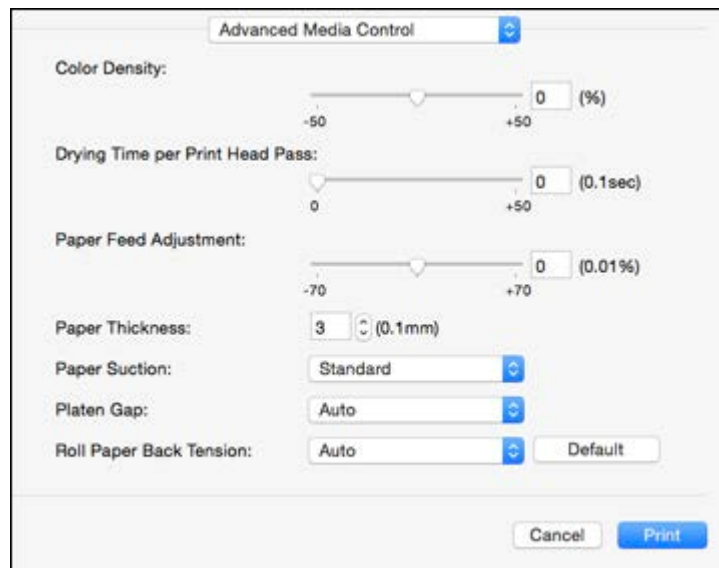 Advanced Media Control
Color Density:
0 (%)
-50 +50
Drying Time per Print Head Pass:
0 (0.1sec)
0 +50
Paper Feed Adjustment:
0 (0.01%)
-70 +70
Paper Thickness: 3 (0.1mm)
Paper Suction: Standard
Platen Gap: Auto
Roll Paper Back Tension: Auto Default
Cancel Print